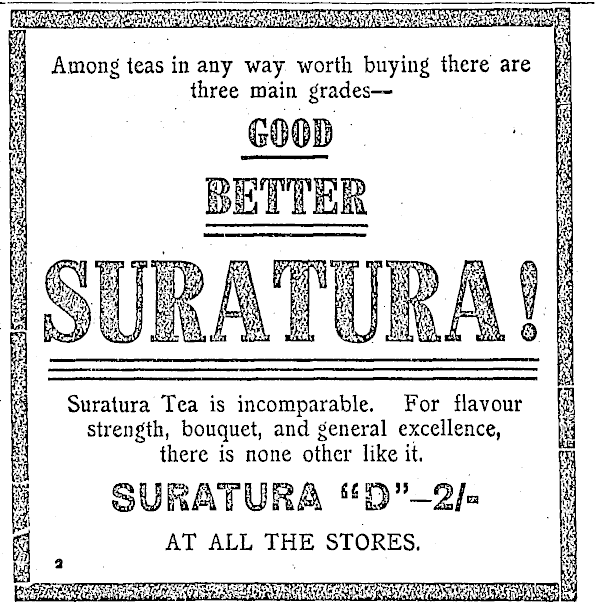 Among teas in any way worth buying there are
three main grades—
GOOD
BETTER
SURATURA!
Suratura Tea is incomparable. For flavour
strength, bouquet, and general excellence,
there is none other like it.
SURATURA "D"–2/-
AT ALL THE STORES.
2